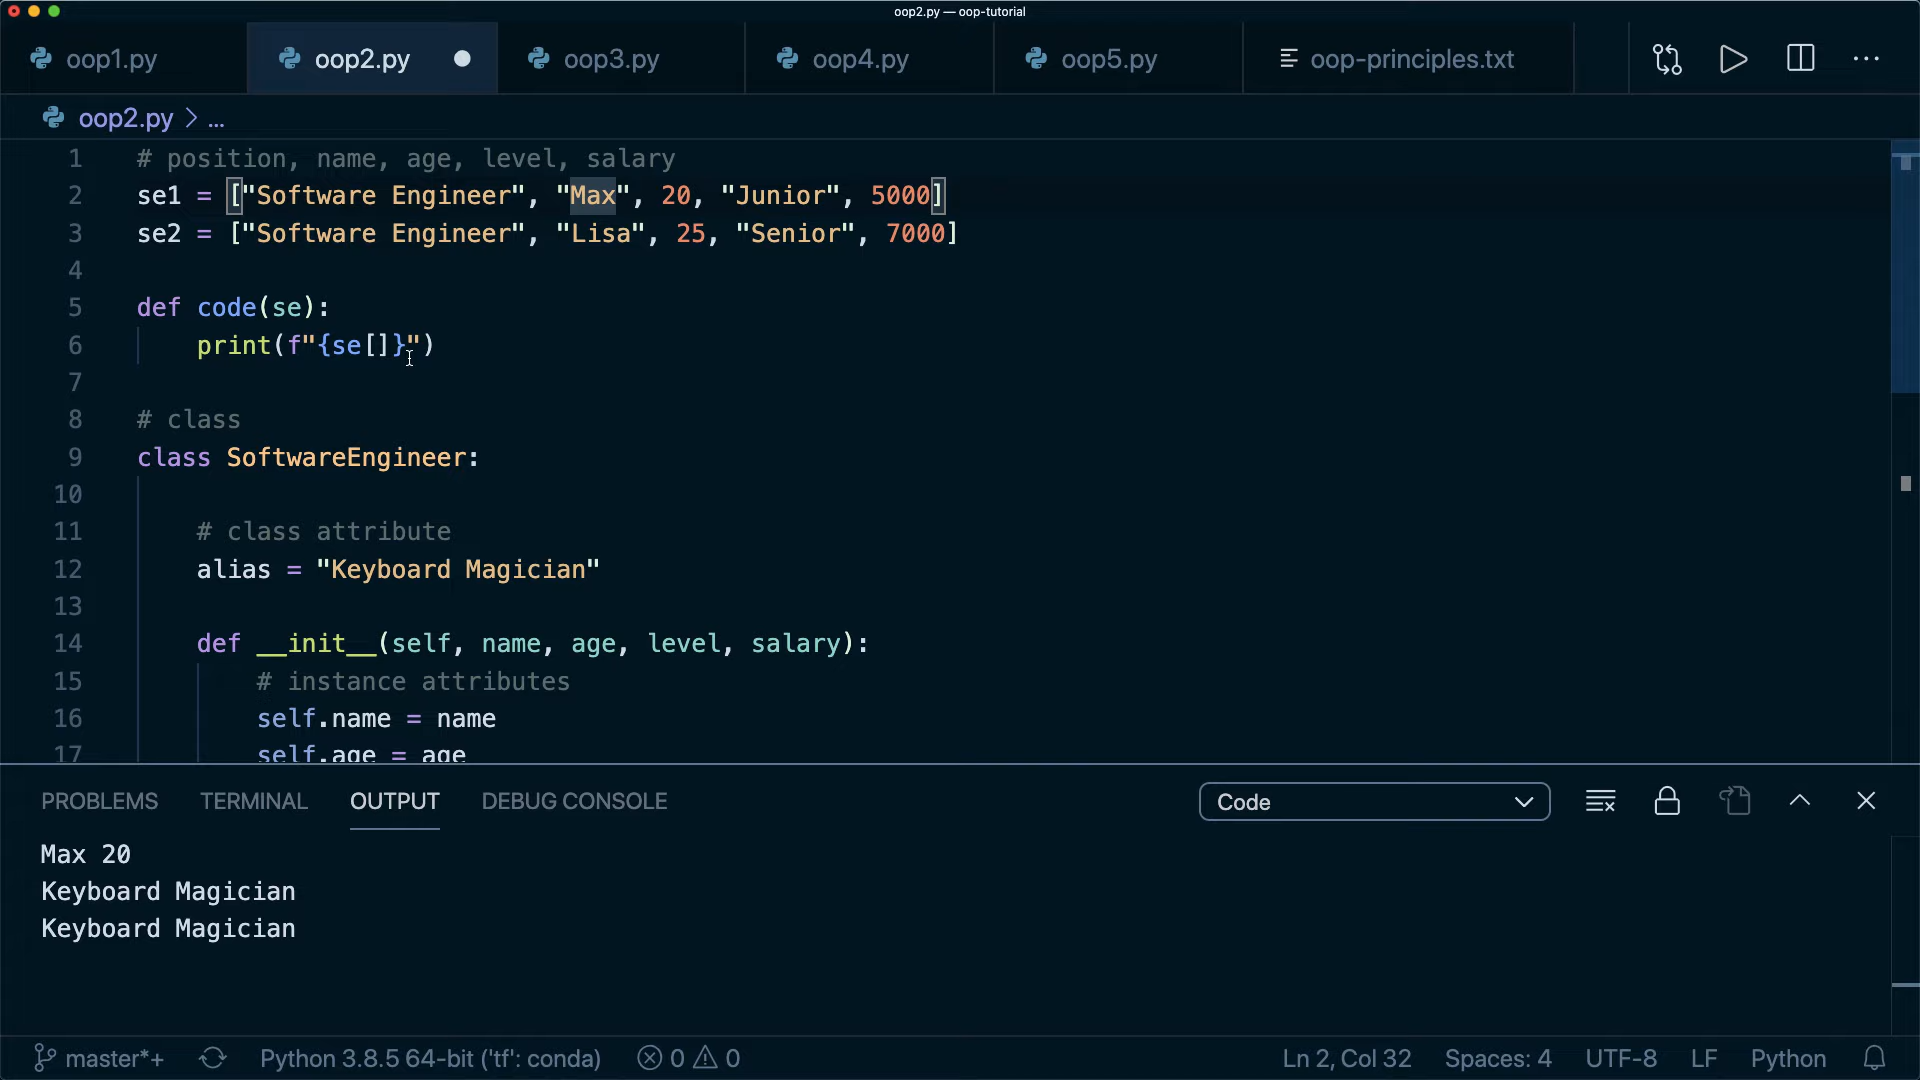 oop2.py — oop-tutorial
oop1.py oop2.py oop3.py oop4.py oop5.py oop-principles.txt
oop2.py > ...
1 # position, name, age, level, salary
2 se1 = ["Software Engineer", "Max", 20, "Junior", 5000]
3 se2 = ["Software Engineer", "Lisa", 25, "Senior", 7000]
4
5 def code(se):
6 print(f"{se[]}")
7
8 # class
9 class SoftwareEngineer:
10
11 # class attribute
12 alias = "Keyboard Magician"
13
14 def __init__(self, name, age, level, salary):
15 # instance attributes
16 self.name = name
17 self.age = age
PROBLEMS TERMINAL OUTPUT DEBUG CONSOLE Code
Max 20
Keyboard Magician
Keyboard Magician
master*+ Python 3.8.5 64-bit ('tf': conda) 0 0 Ln 2, Col 32 Spaces: 4 UTF-8 LF Python